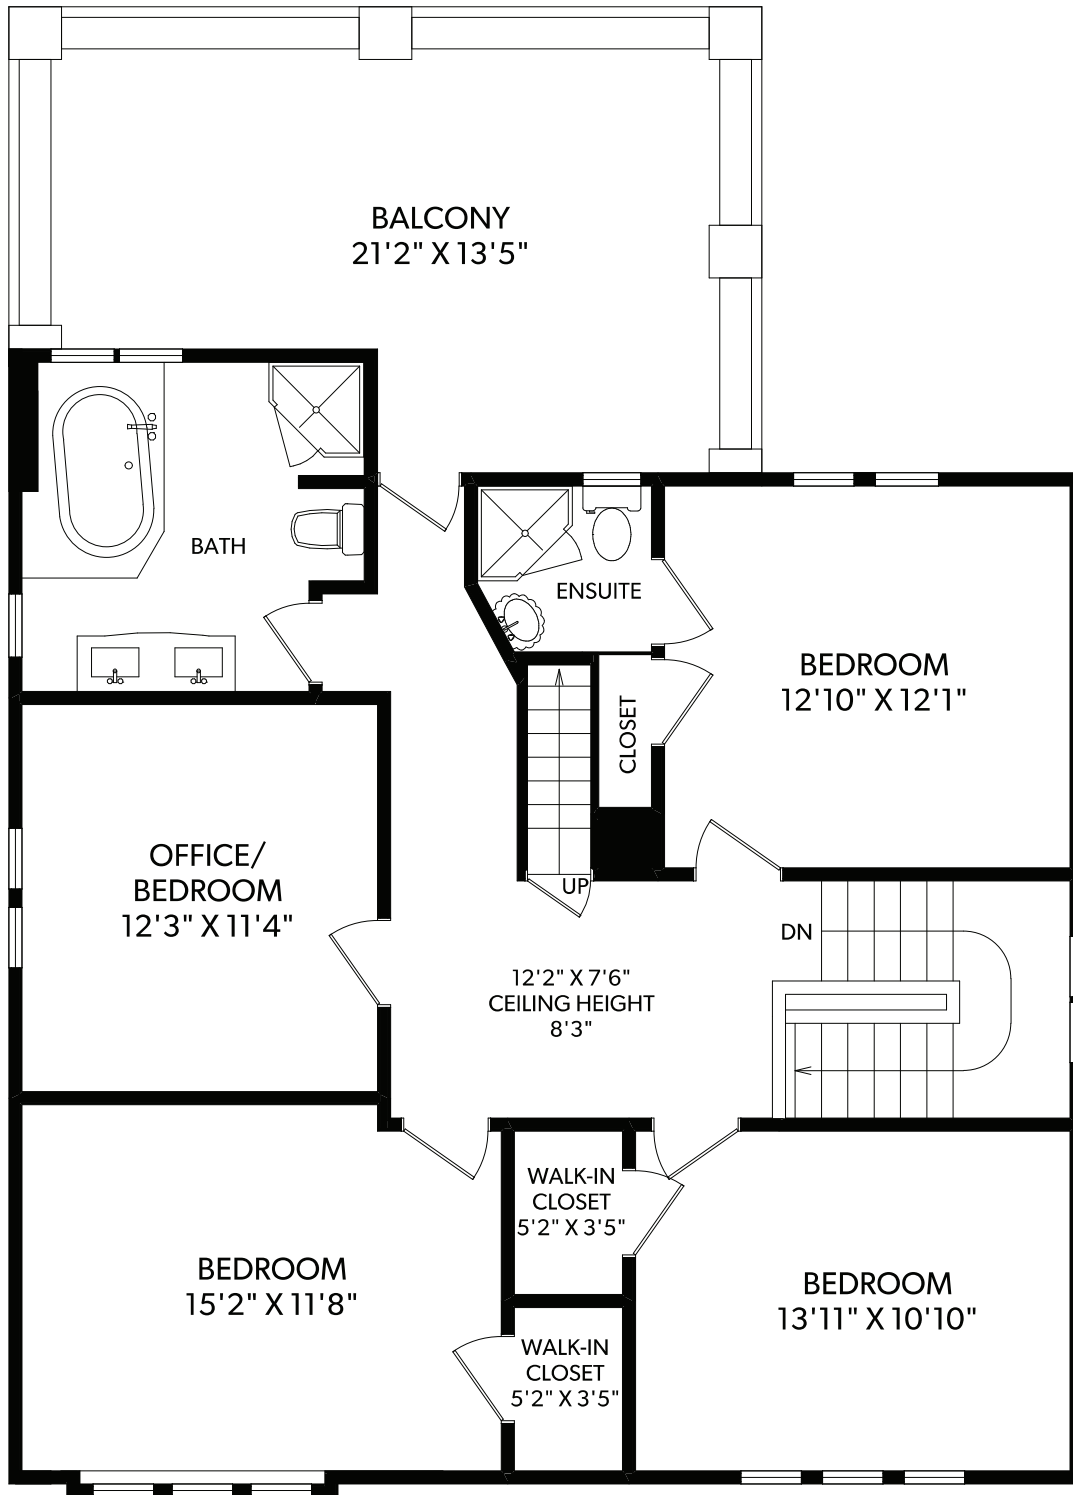 BALCONY
21'2" X 13'5"
BATH
ENSUITE
BEDROOM
12'10" X 12'1"
CLOSET
OFFICE/
BEDROOM
12'3" X 11'4"
UP
DN
12'2" X 7'6"
CEILING HEIGHT
8'3"
WALK-IN
CLOSET
5'2" X 3'5"
BEDROOM
15'2" X 11'8"
BEDROOM
13'11" X 10'10"
WALK-IN
CLOSET
5'2" X 3'5"